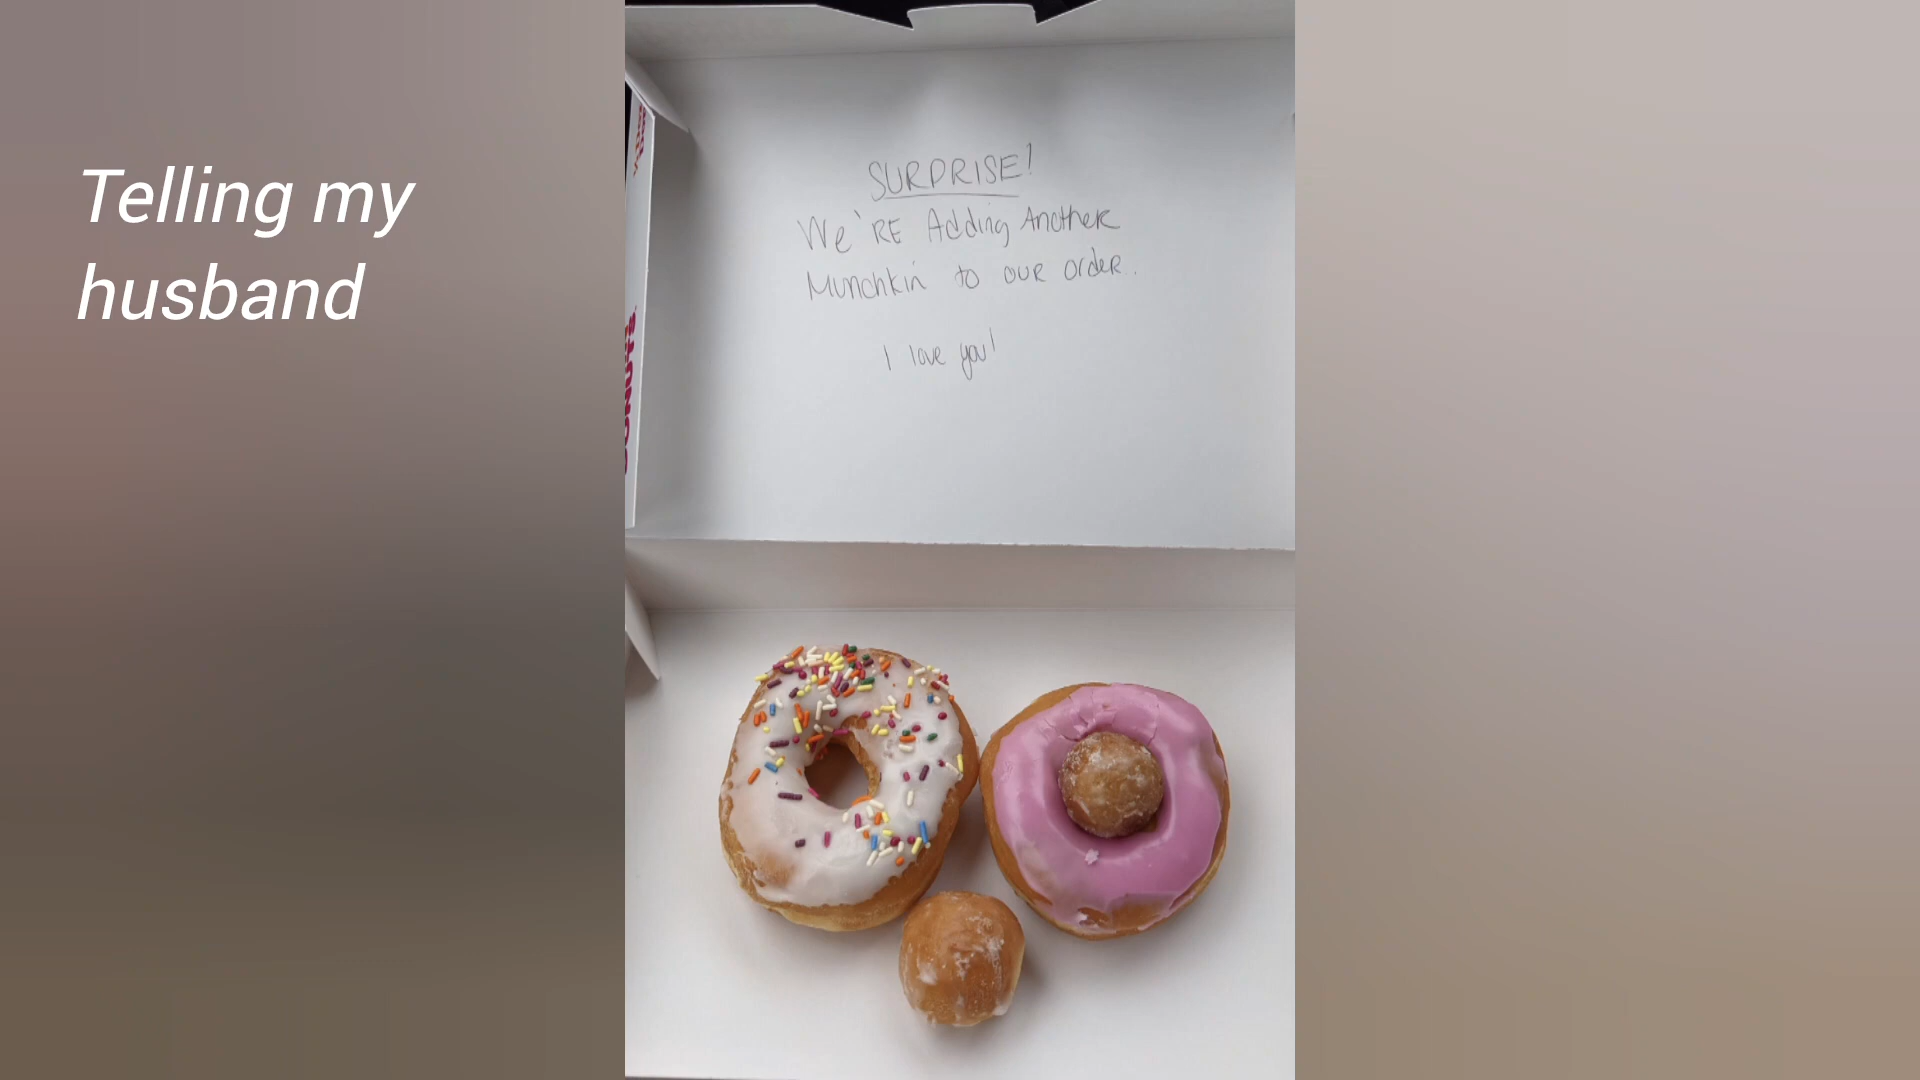 Telling my
husband
SURPRISE!
We'RE Adding Another
Munchkin to our order.
I love you!